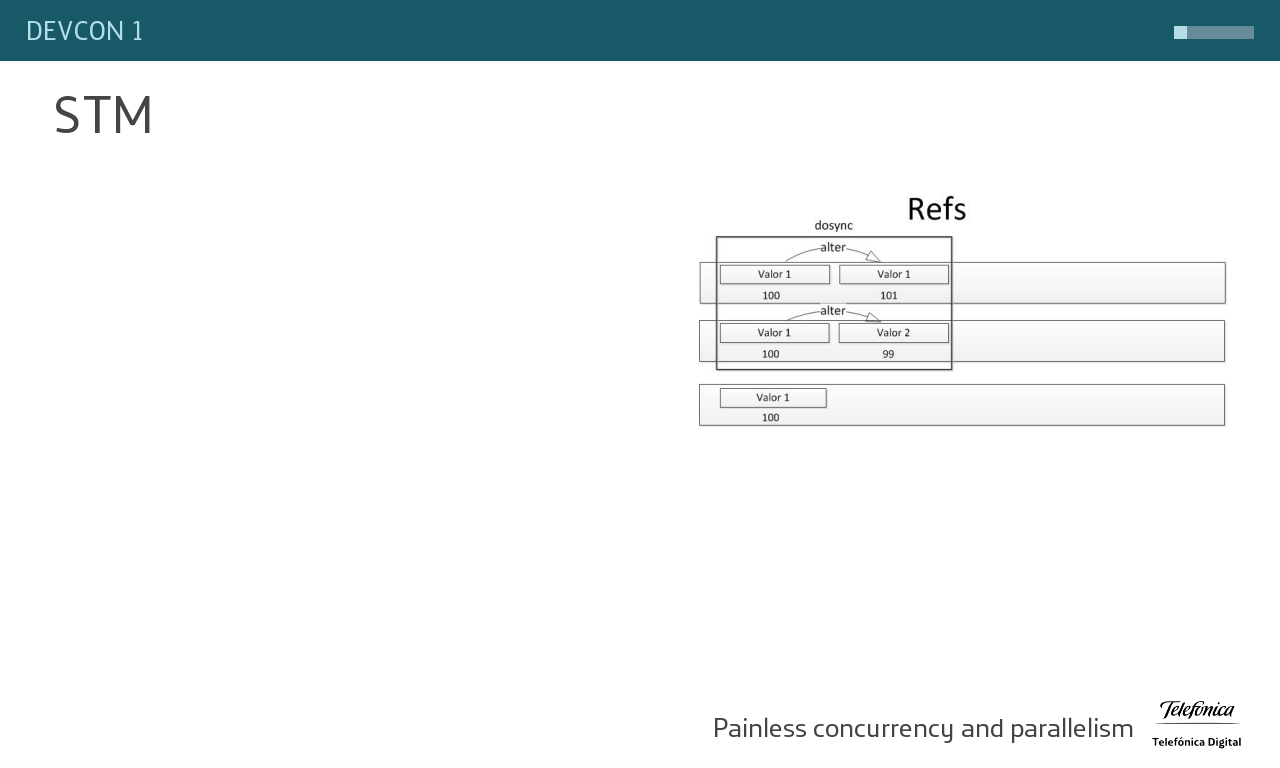 DEVCON 1
STM
Refs
dosync
alter
Valor 1
Valor 1
100
101
alter
Valor 1
Valor 2
100
99
Valor 1
100
Painless concurrency and parallelism
Telefónica
Telefónica Digital